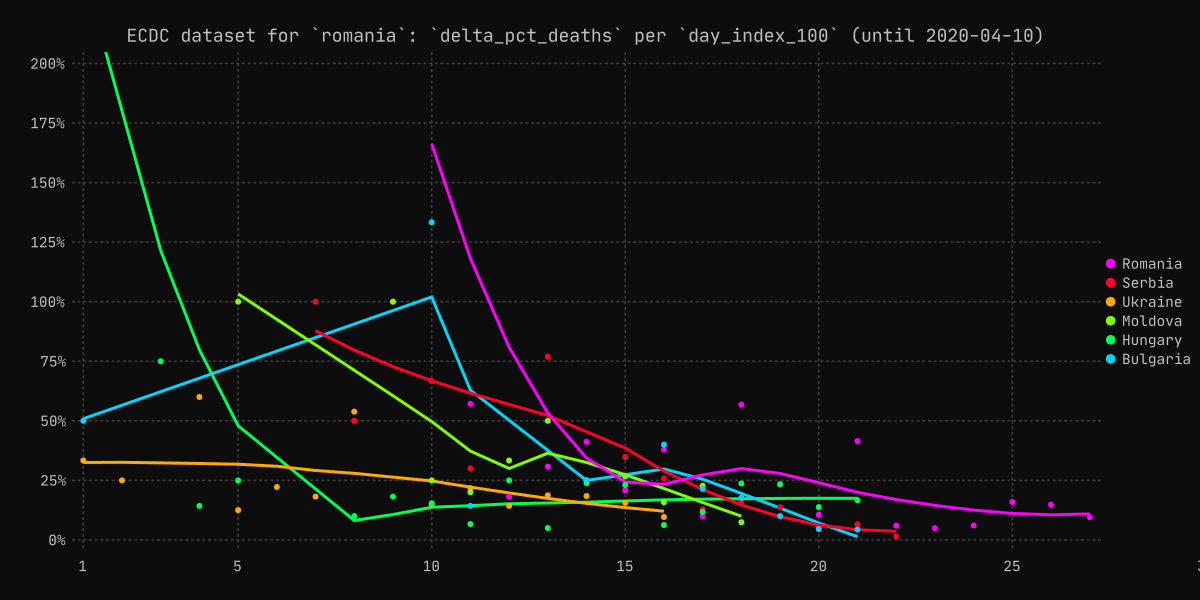 ECDC dataset for `romania`: `delta_pct_deaths` per `day_index_100` (until 2020-04-10)
200%
175%
150%
125%
100%
75%
50%
25%
0%
1 5 10 15 20 25
Romania
Serbia
Ukraine
Moldova
Hungary
Bulgaria